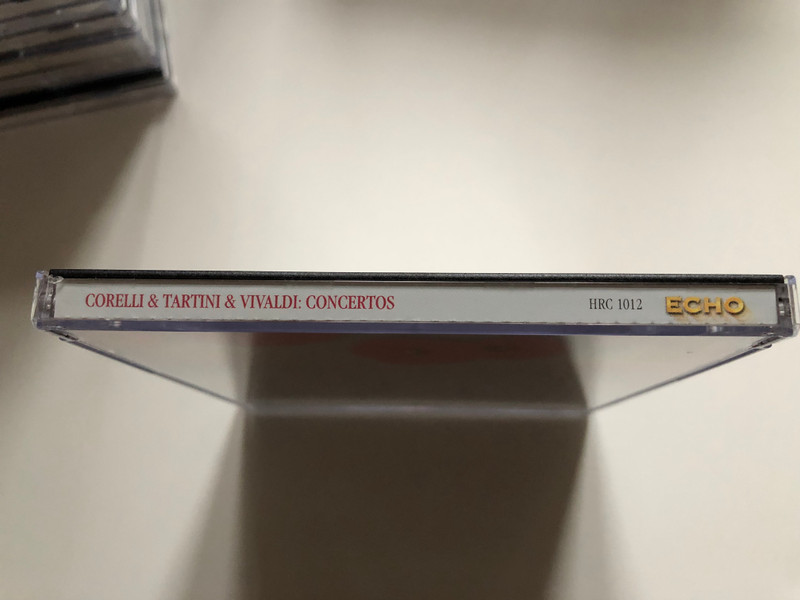 CORELLI & TARTINI & VIVALDI: CONCERTOS HRC 1012 ECHO